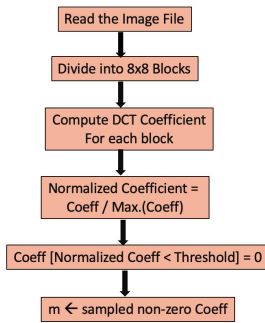 Read the Image File
Divide into 8x8 Blocks
Compute DCT Coefficient
For each block
Normalized Coefficient =
Coeff / Max.(Coeff)
Coeff [Normalized Coeff < Threshold] = 0
m ← sampled non-zero Coeff